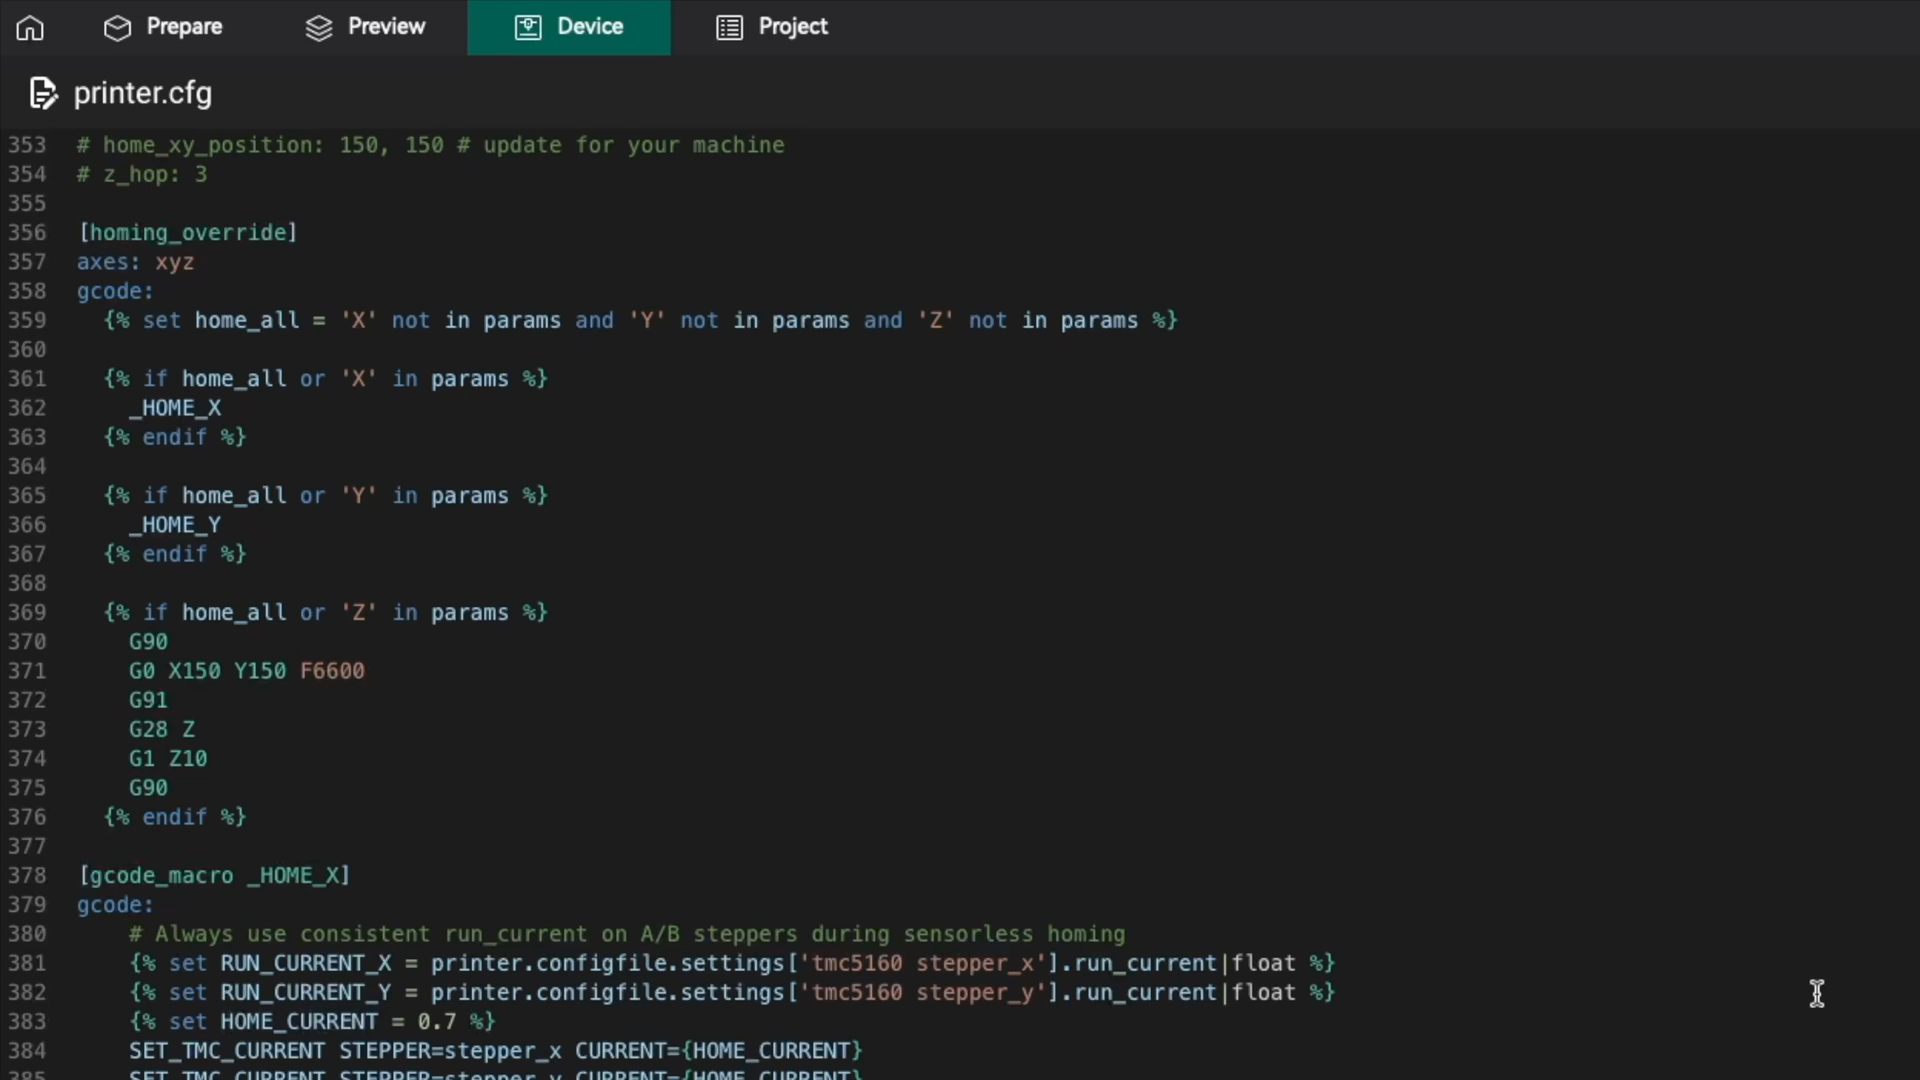 Prepare Preview Device Project
printer.cfg
353 # home_xy_position: 150, 150 # update for your machine
354 # z_hop: 3
355
356 [homing_override]
357 axes: xyz
358 gcode:
359 {% set home_all = 'X' not in params and 'Y' not in params and 'Z' not in params %}
360
361 {% if home_all or 'X' in params %}
362 _HOME_X
363 {% endif %}
364
365 {% if home_all or 'Y' in params %}
366 _HOME_Y
367 {% endif %}
368
369 {% if home_all or 'Z' in params %}
370 G90
371 G0 X150 Y150 F6600
372 G91
373 G28 Z
374 G1 Z10
375 G90
376 {% endif %}
377
378 [gcode_macro _HOME_X]
379 gcode:
380 # Always use consistent run_current on A/B steppers during sensorless homing
381 {% set RUN_CURRENT_X = printer.configfile.settings['tmc5160 stepper_x'].run_current|float %}
382 {% set RUN_CURRENT_Y = printer.configfile.settings['tmc5160 stepper_y'].run_current|float %}
383 {% set HOME_CURRENT = 0.7 %}
384 SET_TMC_CURRENT STEPPER=stepper_x CURRENT={HOME_CURRENT}
385 SET_TMC_CURRENT STEPPER=stepper_y CURRENT={HOME_CURRENT}